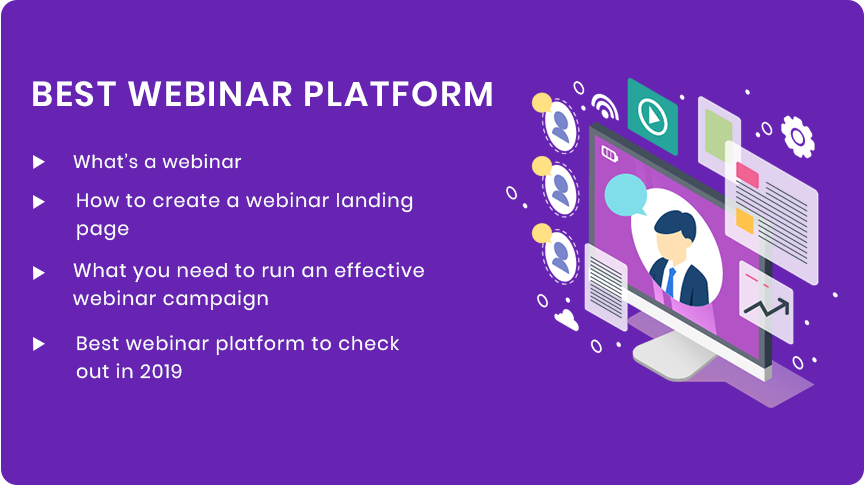 BEST WEBINAR PLATFORM
What's a webinar
How to create a webinar landing
page
What you need to run an effective
webinar campaign
Best webinar platform to check
out in 2019